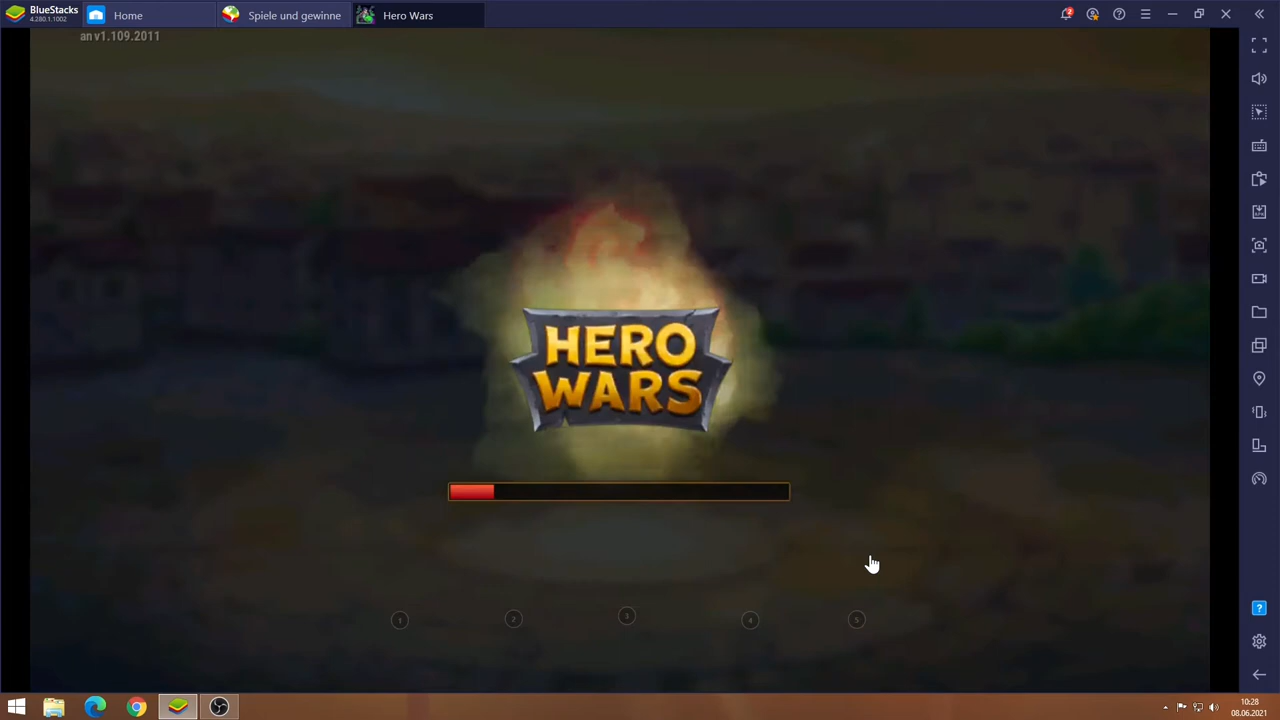 BlueStacks
4.280.1.1002
Home
Spiele und gewinne
Hero Wars
2
an v1.109.2011
HERO
WARS
1
2
3
4
5
10:28
08.06.2021